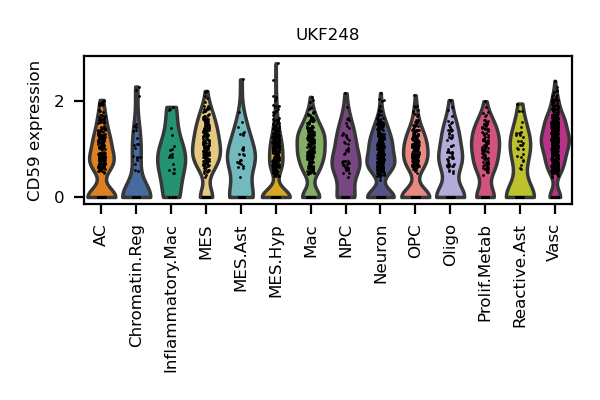 UKF248
CD59 expression
2
0
AC
Chromatin.Reg
Inflammatory.Mac
MES
MES.Ast
MES.Hyp
Mac
NPC
Neuron
OPC
Oligo
Prolif.Metab
Reactive.Ast
Vasc